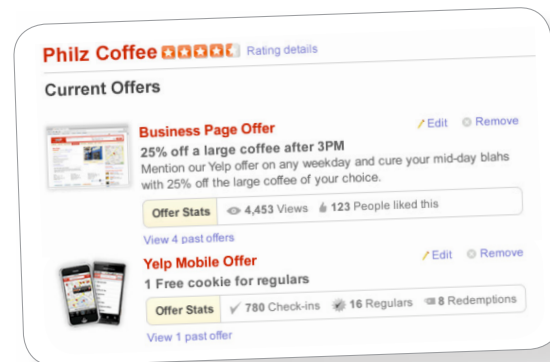 Philz Coffee Rating details
Current Offers
Business Page Offer Edit Remove
25% off a large coffee after 3PM
Mention our Yelp offer on any weekday and cure your mid-day blahs
with 25% off the large coffee of your choice.
Offer Stats 4,453 Views 123 People liked this
View 4 past offers
Yelp Mobile Offer Edit Remove
1 Free cookie for regulars
Offer Stats 780 Check-ins 16 Regulars 8 Redemptions
View 1 past offer